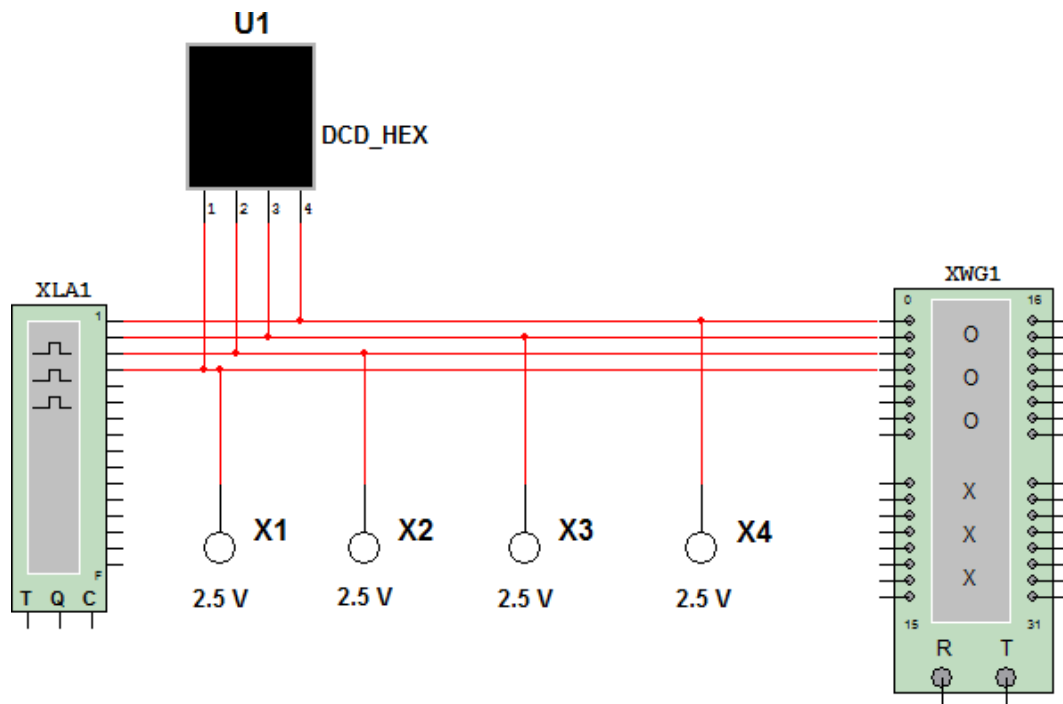 U1
DCD_HEX
1 2 3 4
XLA1
1
F
T Q C
XWG1
0 16
O
O
O
X
X
X
15 31
R T
X1 X2 X3 X4
2.5 V 2.5 V 2.5 V 2.5 V